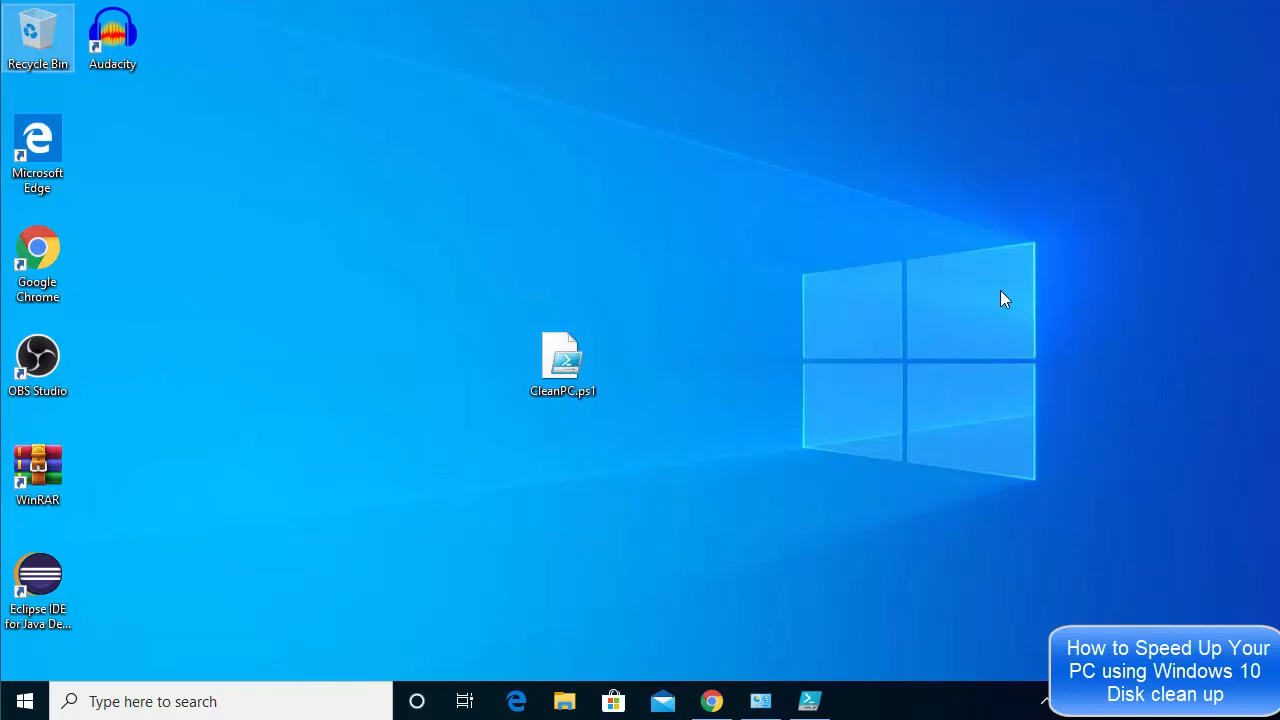 Recycle Bin
Audacity
Microsoft
Edge
Google
Chrome
OBS Studio
CleanPC.ps1
WinRAR
Eclipse IDE
for Java De...
How to Speed Up Your
PC using Windows 10
Disk clean up
Type here to search